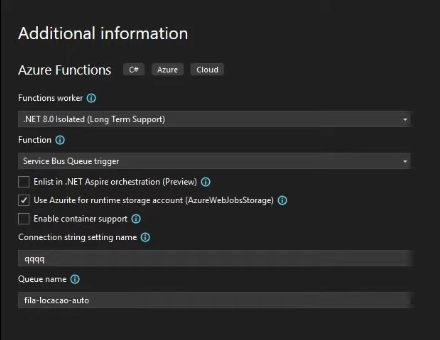 Additional information
Azure Functions C# Azure Cloud
Functions worker
.NET 8.0 Isolated (Long Term Support)
Function
Service Bus Queue trigger
Enlist in .NET Aspire orchestration (Preview)
Use Azurite for runtime storage account (AzureWebJobsStorage)
Enable container support
Connection string setting name
qqqq
Queue name
fila-locacao-auto